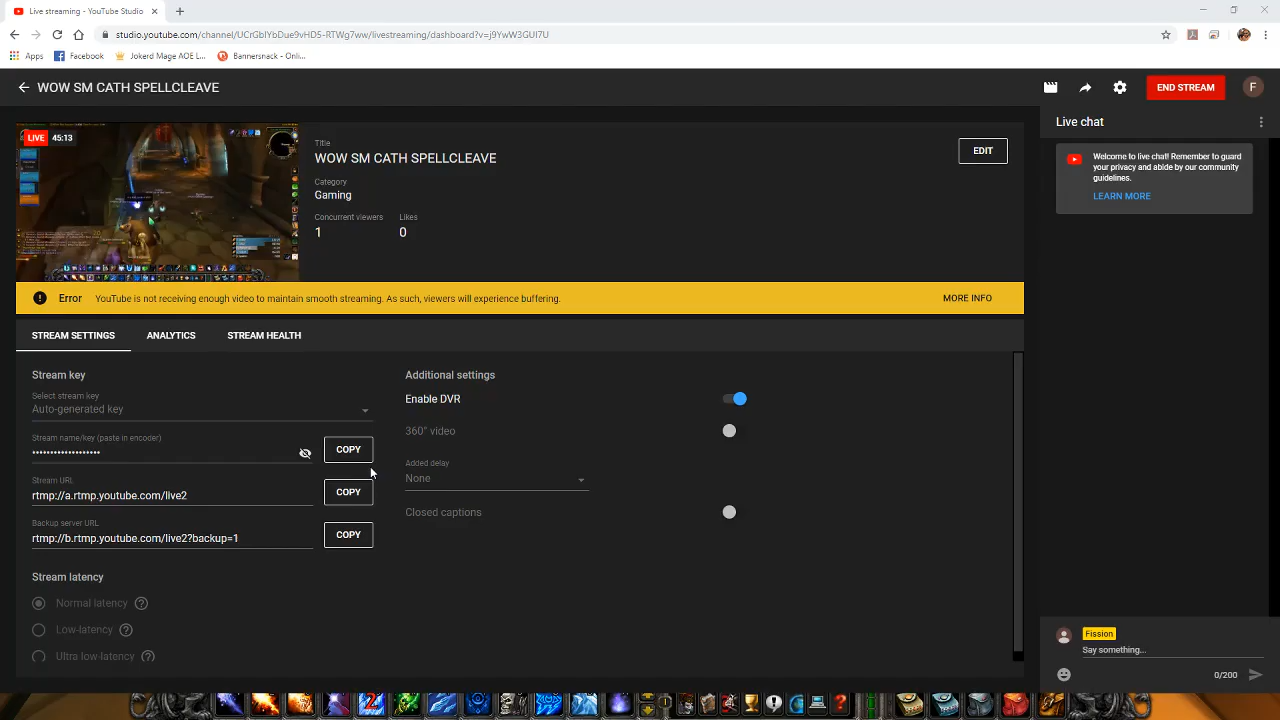 Live streaming - YouTube Studio
studio.youtube.com/channel/UCrGblYbDue9vHD5-RTWg7ww/livestreaming/dashboard?v=j9YwW3GUI7U
Apps
Facebook
Jokerd Mage AOE L...
Bannersnack - Onli...
WOW SM CATH SPELLCLEAVE
END STREAM
F
LIVE 45:13
Title
WOW SM CATH SPELLCLEAVE
EDIT
Category
Gaming
Concurrent viewers
Likes
1
0
Error YouTube is not receiving enough video to maintain smooth streaming. As such, viewers will experience buffering.
MORE INFO
STREAM SETTINGS
ANALYTICS
STREAM HEALTH
Stream key
Select stream key
Auto-generated key
Stream name/key (paste in encoder)
••••••••••••••••••• 
COPY
Stream URL
rtmp://a.rtmp.youtube.com/live2
COPY
Backup server URL
rtmp://b.rtmp.youtube.com/live2?backup=1
COPY
Stream latency
Normal latency
Low-latency
Ultra low-latency
Additional settings
Enable DVR
360° video
Added delay
None
Closed captions
Live chat
Welcome to live chat! Remember to guard
your privacy and abide by our community
guidelines.
LEARN MORE
Fission
Say something...
0/200